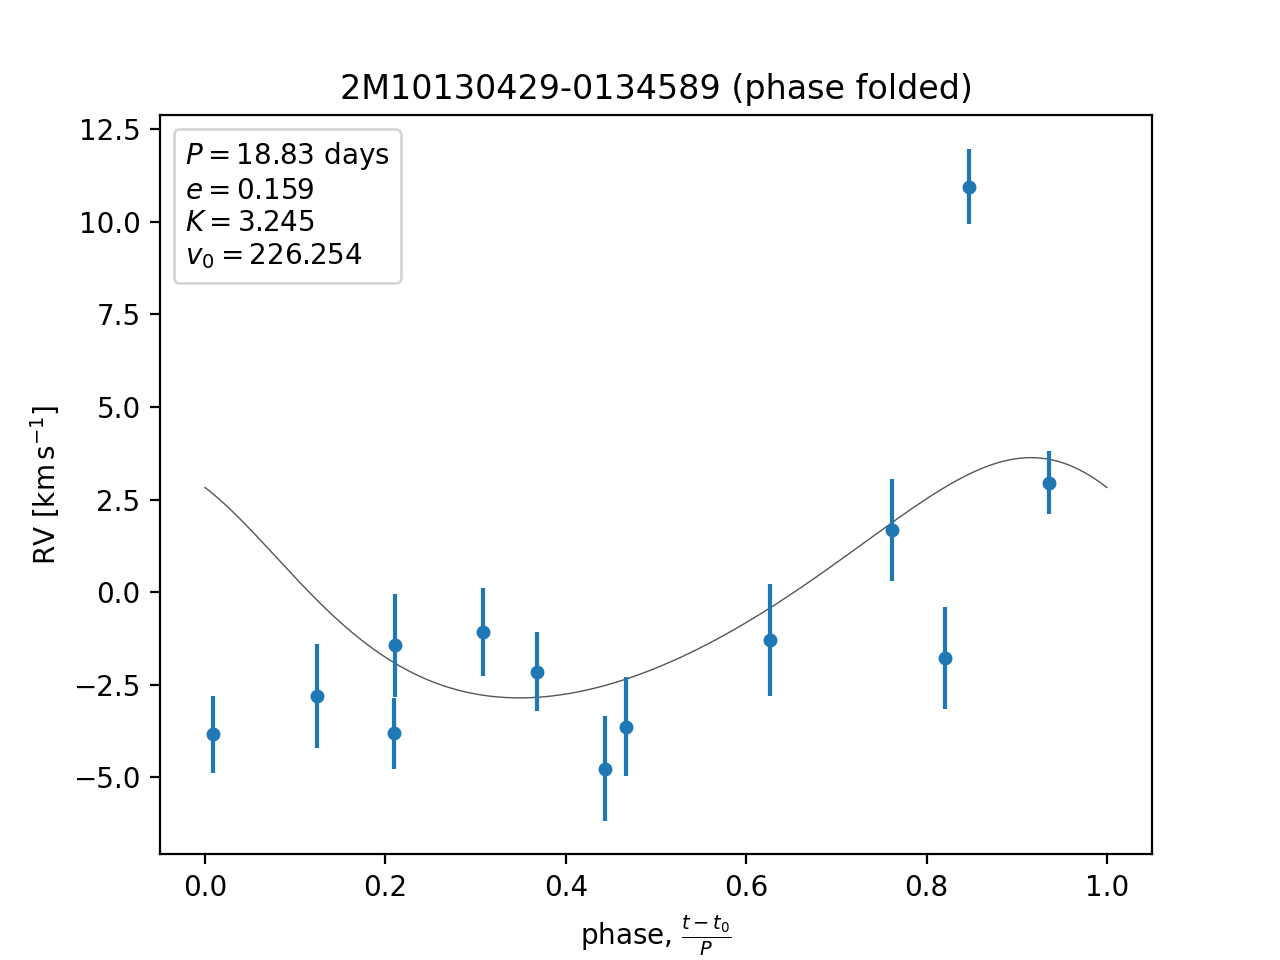 2M10130429-0134589 (phase folded)
P = 18.83 days
e = 0.159
K = 3.245
v₀ = 226.254
12.5
10.0
7.5
5.0
2.5
0.0
−2.5
−5.0
RV [km s⁻¹]
0.0 0.2 0.4 0.6 0.8 1.0
phase, (t − t₀)/P